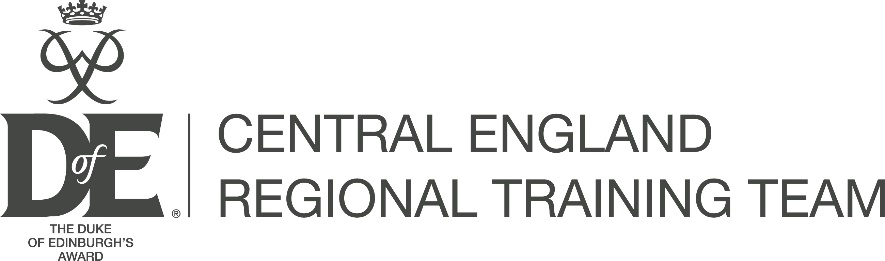 DofE®
THE DUKE
OF EDINBURGH'S
AWARD
CENTRAL ENGLAND
REGIONAL TRAINING TEAM